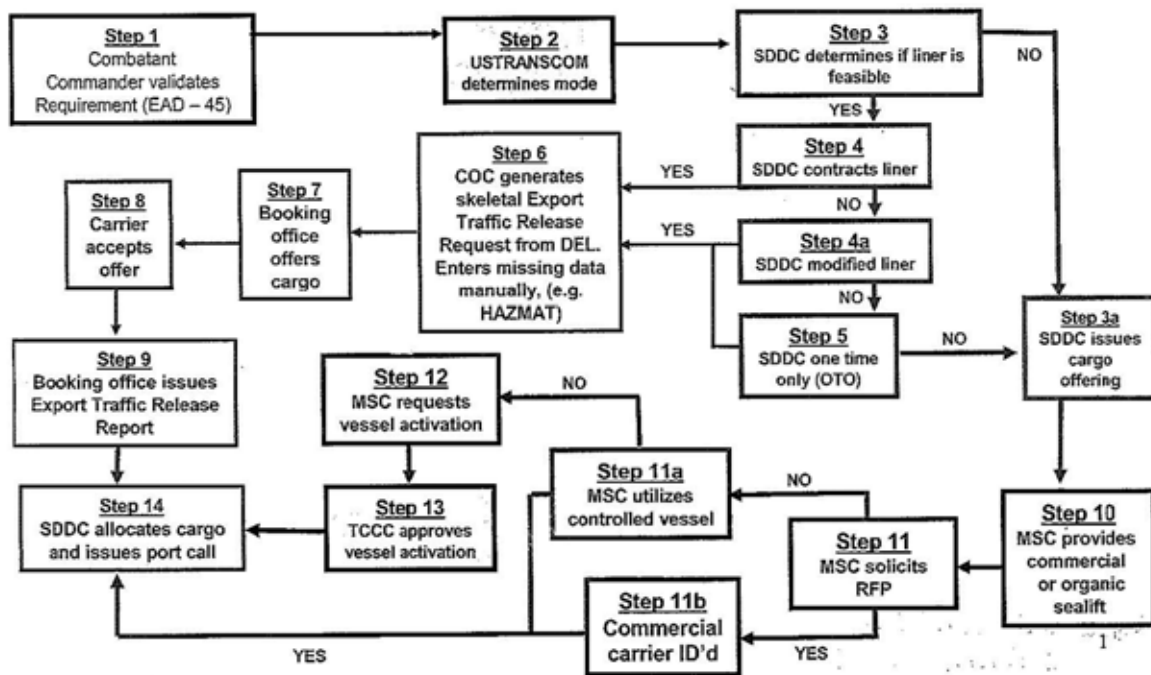 Step 1
Combatant
Commander validates
Requirement (EAD – 45)
Step 2
USTRANSCOM
determines mode
Step 3
SDDC determines if liner is
feasible
NO
YES
Step 4
SDDC contracts liner
YES
NO
Step 4a
SDDC modified liner
YES
NO
Step 5
SDDC one time
only (OTO)
NO
Step 3a
SDDC issues
cargo
offering
Step 6
COC generates
skeletal Export
Traffic Release
Request from DEL.
Enters missing data
manually, (e.g.
HAZMAT)
Step 7
Booking
office
offers
cargo
Step 8
Carrier
accepts
offer
Step 9
Booking office issues
Export Traffic Release
Report
Step 10
MSC provides
commercial
or organic
sealift
Step 11
MSC solicits
RFP
NO
YES
Step 11a
MSC utilizes
controlled vessel
NO
Step 11b
Commercial
carrier ID'd
YES
Step 12
MSC requests
vessel activation
Step 13
TCCC approves
vessel activation
Step 14
SDDC allocates cargo
and issues port call
1